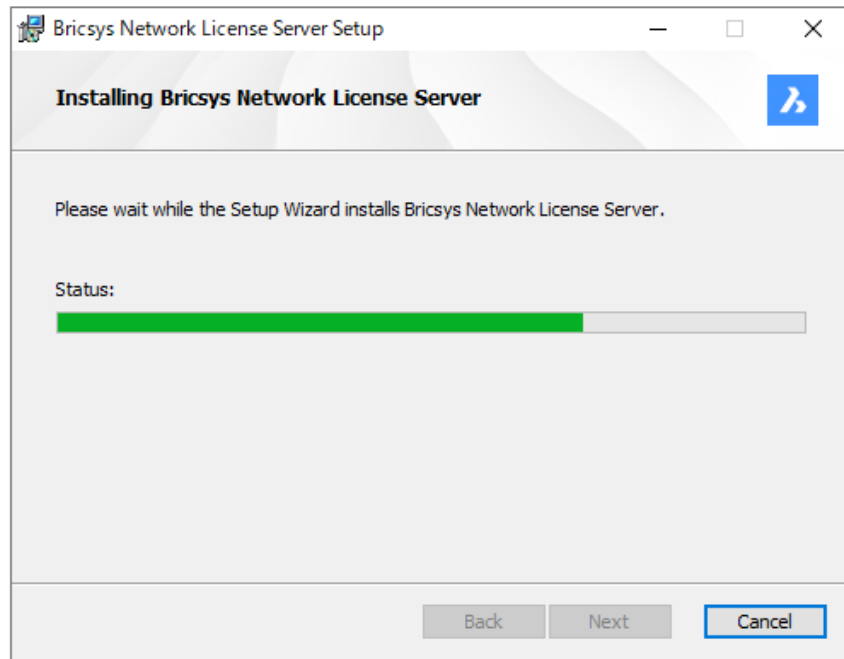 Bricsys Network License Server Setup
Installing Bricsys Network License Server
Please wait while the Setup Wizard installs Bricsys Network License Server.
Status:
Back Next Cancel